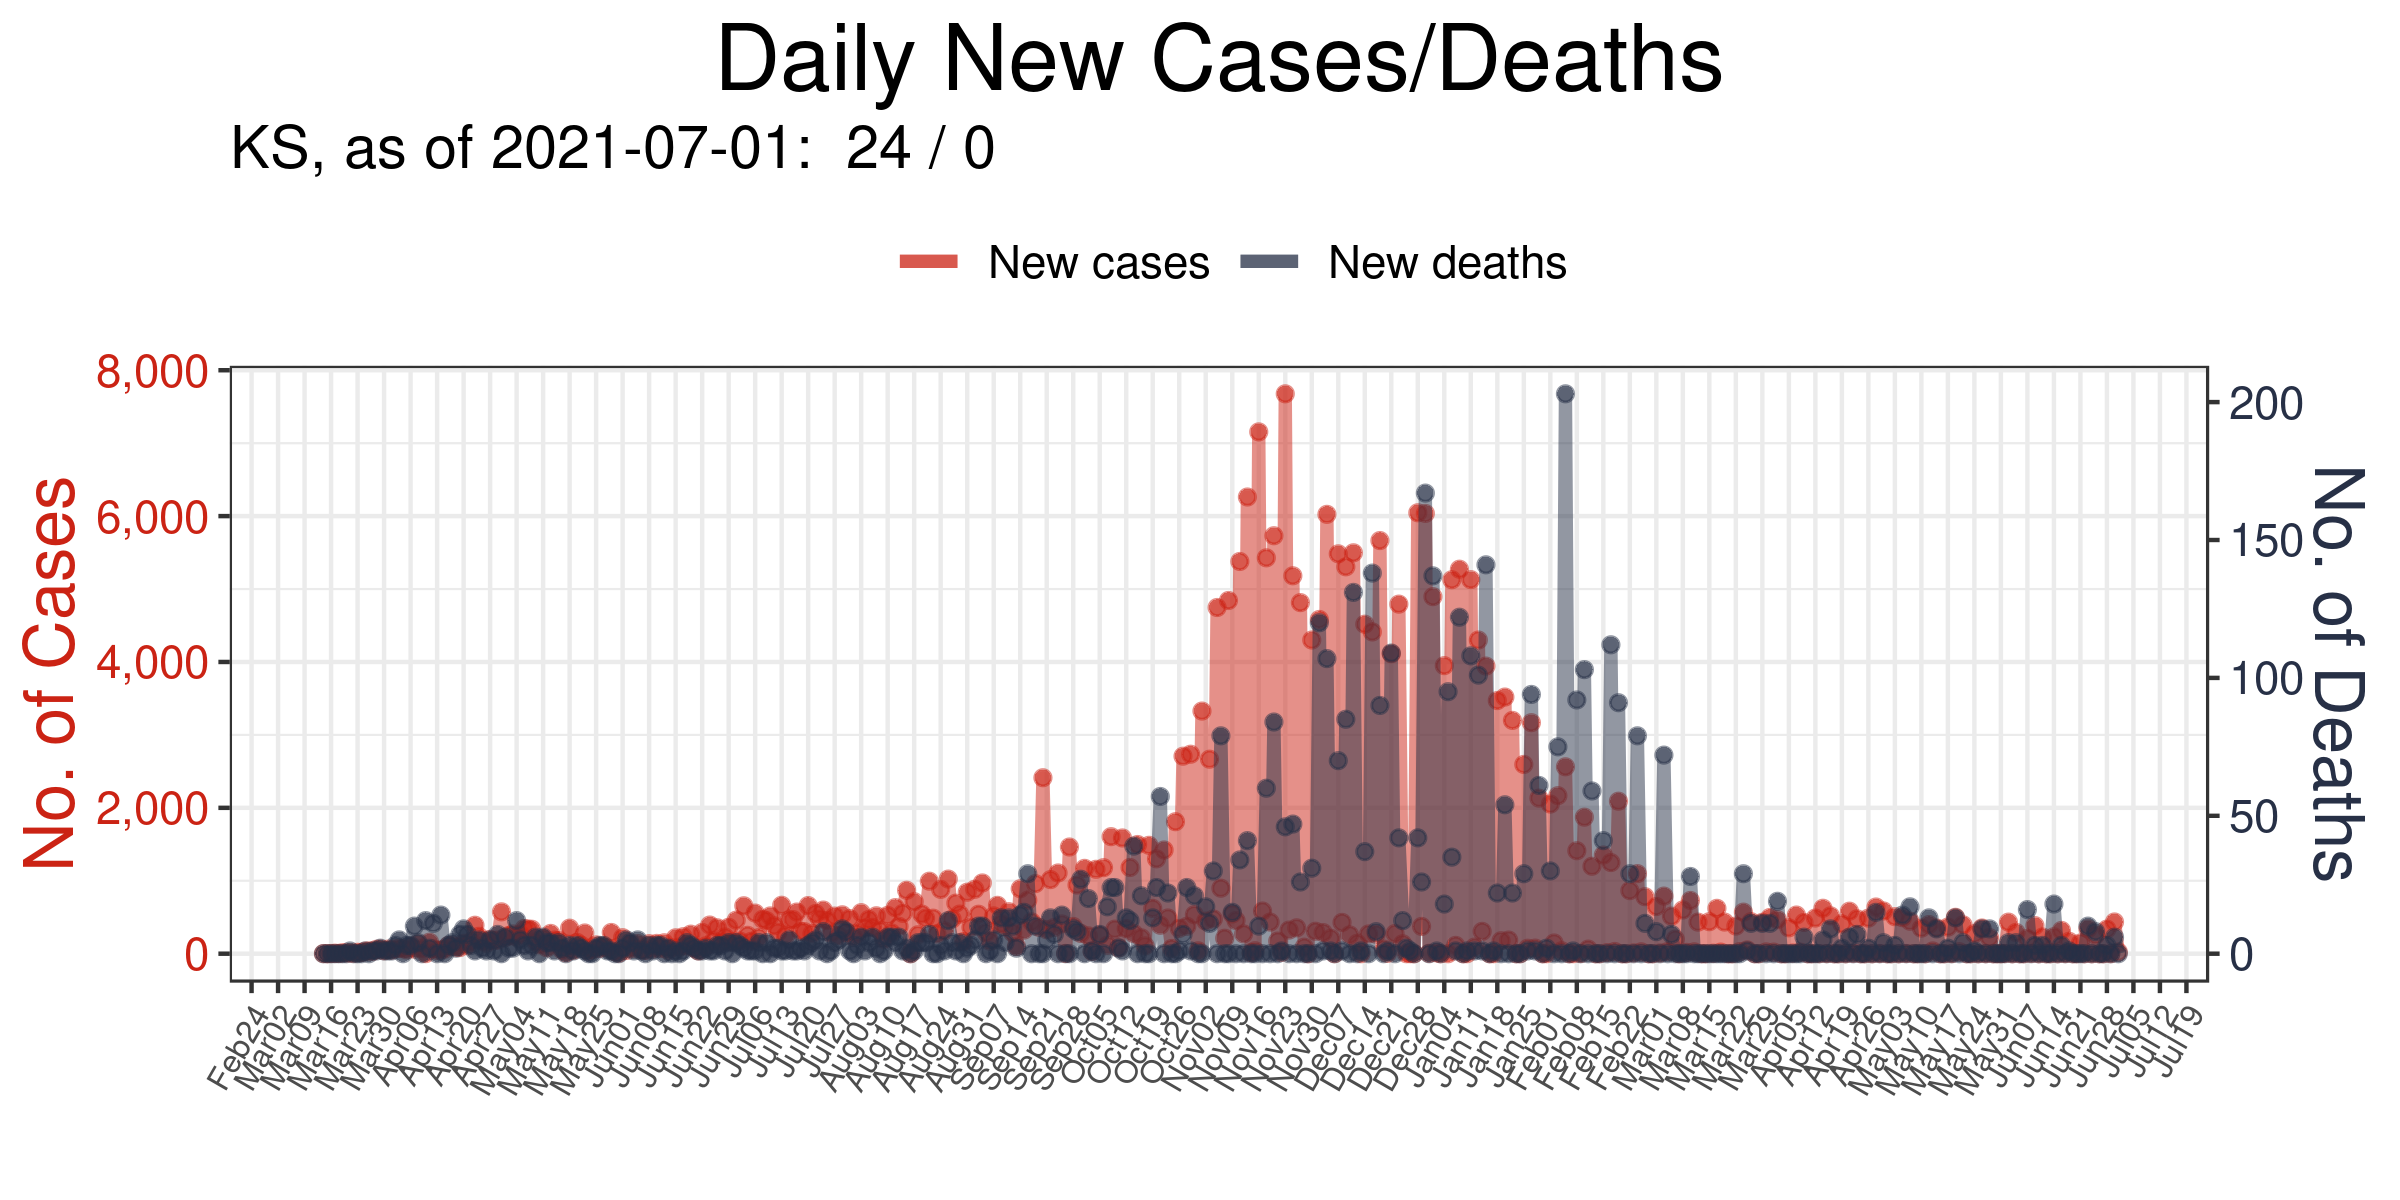 Daily New Cases/Deaths
KS, as of 2021-07-01:  24 / 0
New cases
New deaths
No. of Cases
8,000
6,000
4,000
2,000
0
200
150
100
50
0
No. of Deaths
Feb24
Mar02
Mar09
Mar16
Mar23
Mar30
Apr06
Apr13
Apr20
Apr27
May04
May11
May18
May25
Jun01
Jun08
Jun15
Jun22
Jun29
Jul06
Jul13
Jul20
Jul27
Aug03
Aug10
Aug17
Aug24
Aug31
Sep07
Sep14
Sep21
Sep28
Oct05
Oct12
Oct19
Oct26
Nov02
Nov09
Nov16
Nov23
Nov30
Dec07
Dec14
Dec21
Dec28
Jan04
Jan11
Jan18
Jan25
Feb01
Feb08
Feb15
Feb22
Mar01
Mar08
Mar15
Mar22
Mar29
Apr05
Apr12
Apr19
Apr26
May03
May10
May17
May24
May31
Jun07
Jun14
Jun21
Jun28
Jul05
Jul12
Jul19